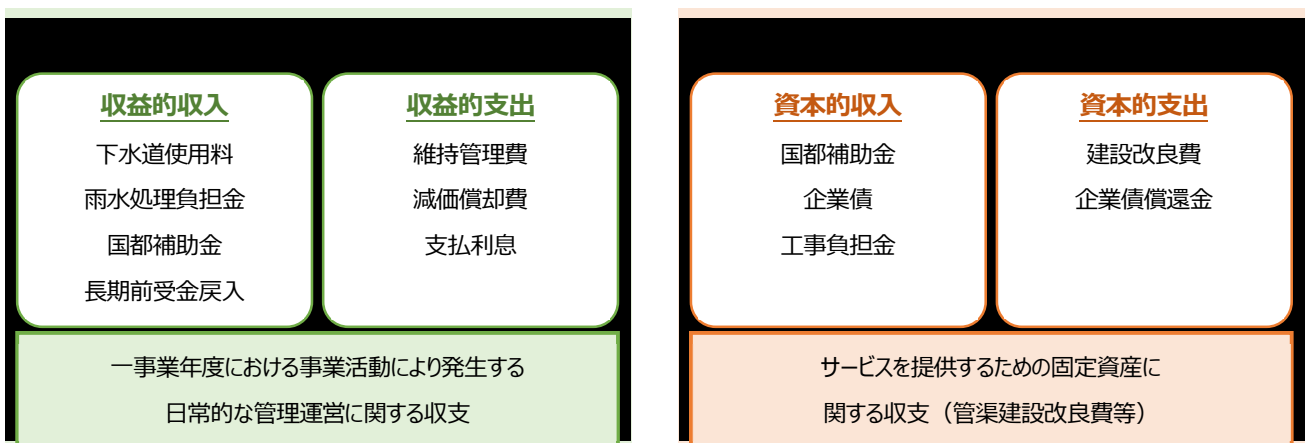 収益的収入
下水道使用料
雨水処理負担金
国都補助金
長期前受金戻入
収益的支出
維持管理費
減価償却費
支払利息
一事業年度における事業活動により発生する
日常的な管理運営に関する収支
資本的収入
国都補助金
企業債
工事負担金
資本的支出
建設改良費
企業債償還金
サービスを提供するための固定資産に
関する収支（管渠建設改良費等）